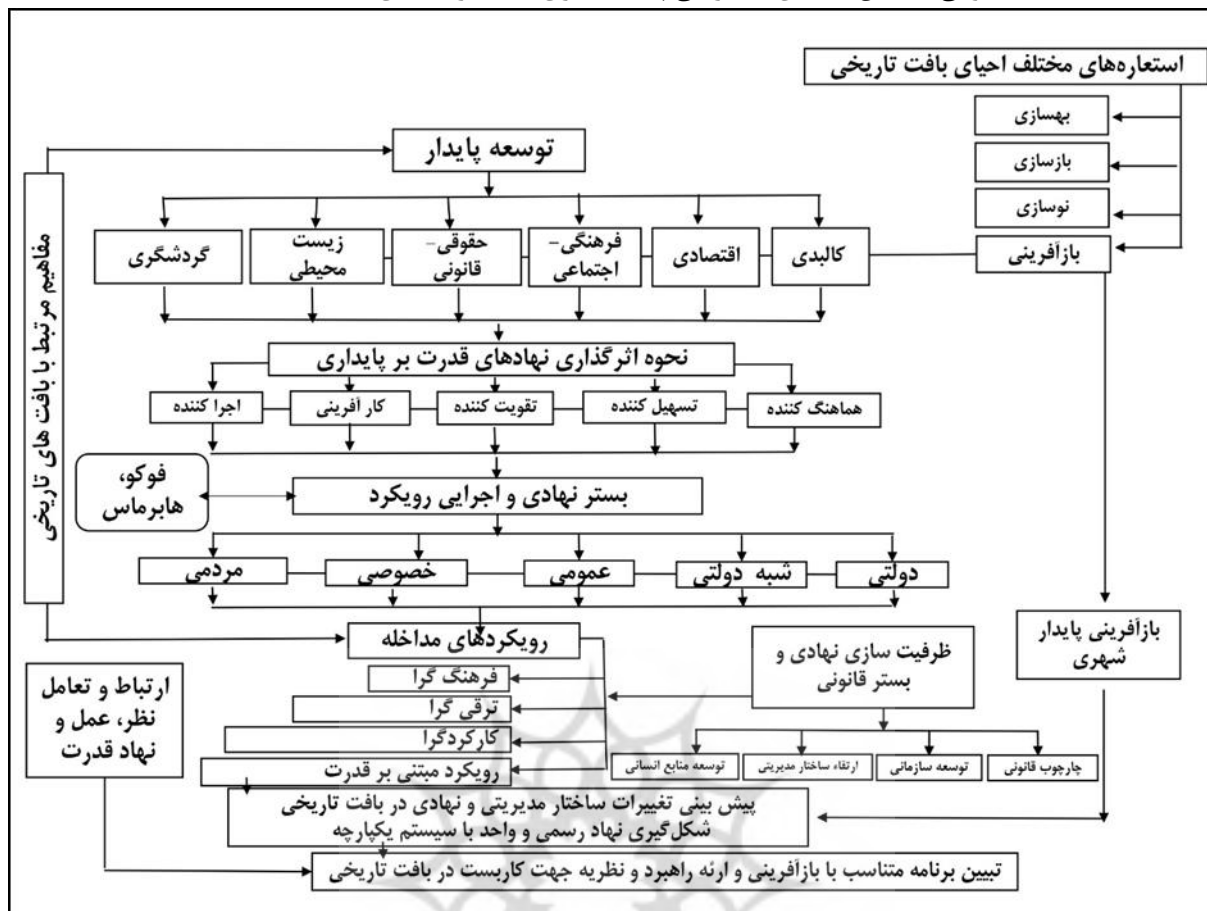 استعاره‌های مختلف احیای بافت تاریخی
بهسازی
بازسازی
نوسازی
بازآفرینی
توسعه پایدار
مفاهیم مرتبط با بافت های تاریخی
کالبدی
اقتصادی
فرهنگی-
اجتماعی
حقوقی-
قانونی
زیست
محیطی
گردشگری
نحوه اثرگذاری نهادهای قدرت بر پایداری
هماهنگ کننده
تسهیل کننده
تقویت کننده
کار آفرینی
اجرا کننده
بستر نهادی و اجرایی رویکرد
فوکو،
هابرماس
دولتی
شبه دولتی
عمومی
خصوصی
مردمی
بازآفرینی پایدار
شهری
رویکردهای مداخله
ظرفیت سازی نهادی و
بستر قانونی
فرهنگ گرا
ترقی گرا
کارکردگرا
رویکرد مبتنی بر قدرت
چارچوب قانونی
توسعه سازمانی
ارتقاء ساختار مدیریتی
توسعه منابع انسانی
ارتباط و تعامل
نظر، عمل و
نهاد قدرت
پیش بینی تغییرات ساختار مدیریتی و نهادی در بافت تاریخی
شکل‌گیری نهاد رسمی و واحد با سیستم یکپارچه
تبیین برنامه متناسب با بازآفرینی و ارئه راهبرد و نظریه جهت کاربست در بافت تاریخی